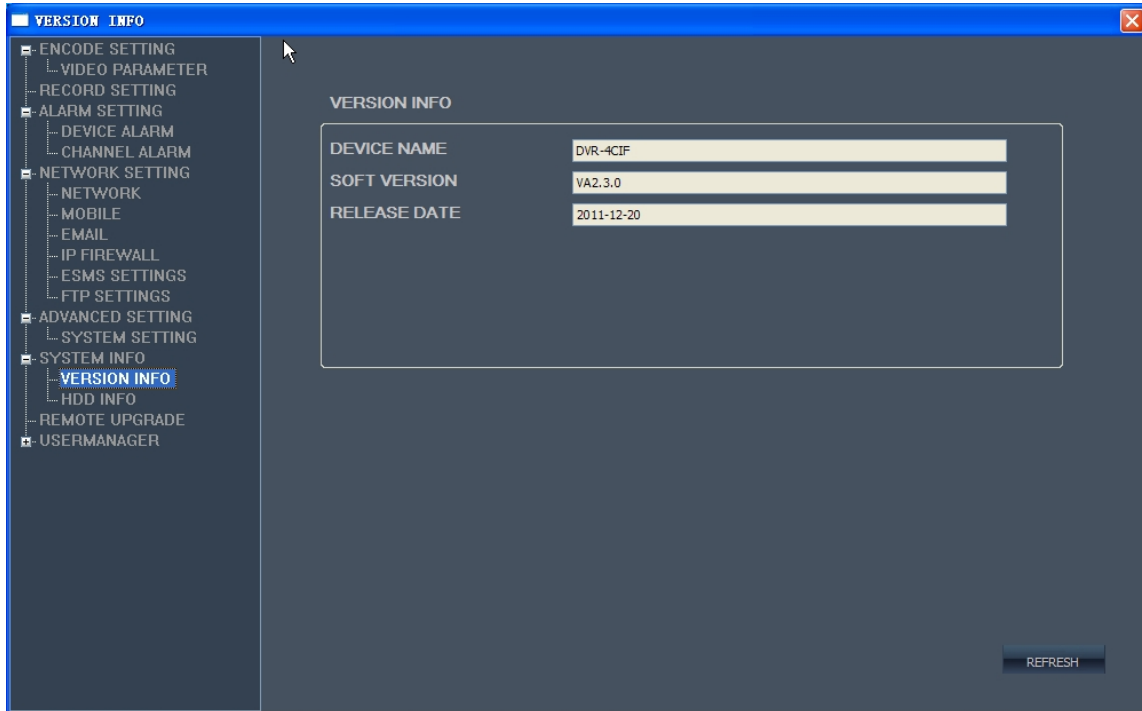 VERSION INFO
ENCODE SETTING
VIDEO PARAMETER
RECORD SETTING
ALARM SETTING
DEVICE ALARM
CHANNEL ALARM
NETWORK SETTING
NETWORK
MOBILE
EMAIL
IP FIREWALL
ESMS SETTINGS
FTP SETTINGS
ADVANCED SETTING
SYSTEM SETTING
SYSTEM INFO
VERSION INFO
HDD INFO
REMOTE UPGRADE
USERMANAGER
VERSION INFO
DEVICE NAME DVR-4CIF
SOFT VERSION VA2.3.0
RELEASE DATE 2011-12-20
REFRESH